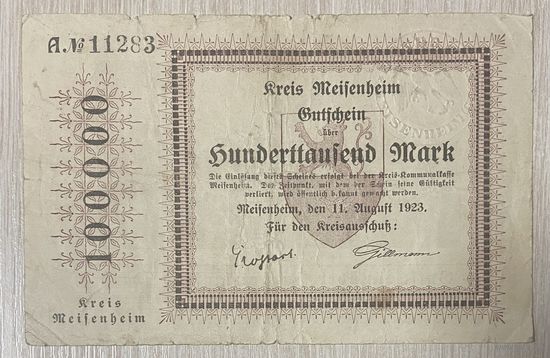 A.№ 11283
100000
Kreis
Meisenheim
Kreis Meisenheim
Gutschein
über
Hunderttausend Mark
Die Einlösung dieses Scheines erfolgt bei der Kreis-Kommunalkasse
Meisenheim. Der Zeitpunkt, mit dem der Schein seine Gültigkeit
verliert, wird öffentlich bekannt gemacht werden.
Meisenheim, den 11. August 1923.
Für den Kreisausschuß:
Gillmann
MEISENHEIM